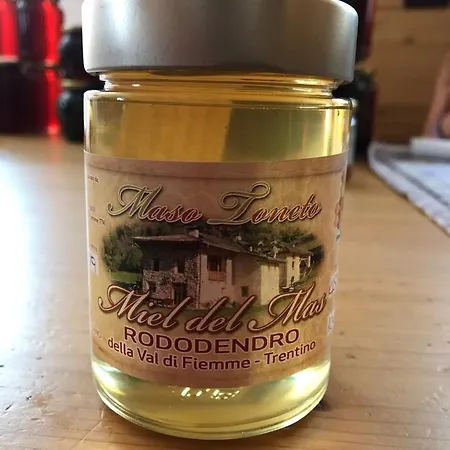 Maso Toneto
Miel del Mas
RODODENDRO
della Val di Fiemme - Trentino